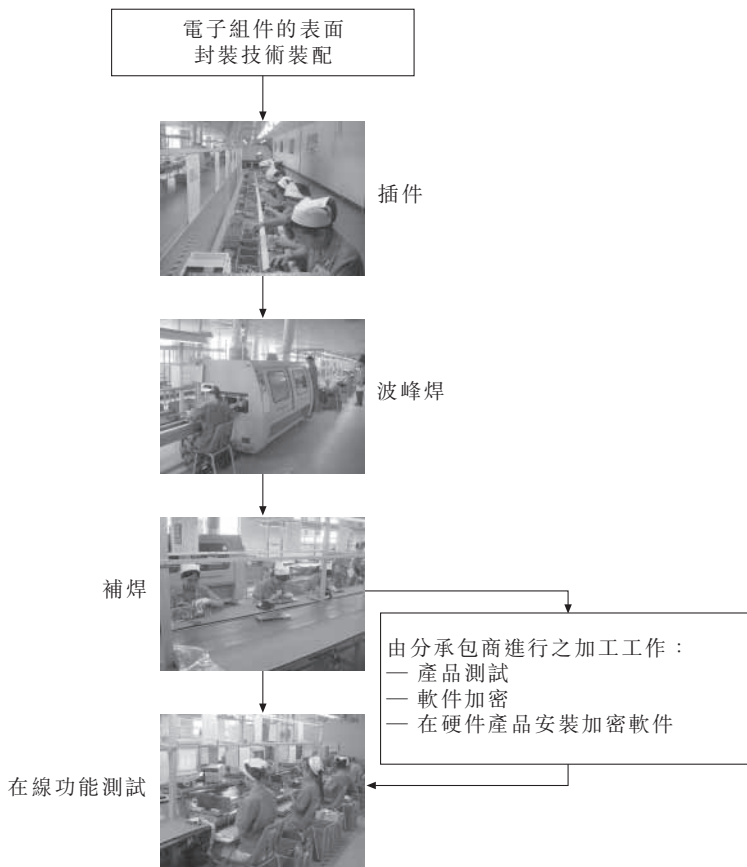 電子組件的表面
封裝技術裝配
插件
波峰焊
補焊
由分承包商進行之加工工作：
— 產品測試
— 軟件加密
— 在硬件產品安裝加密軟件
在線功能測試